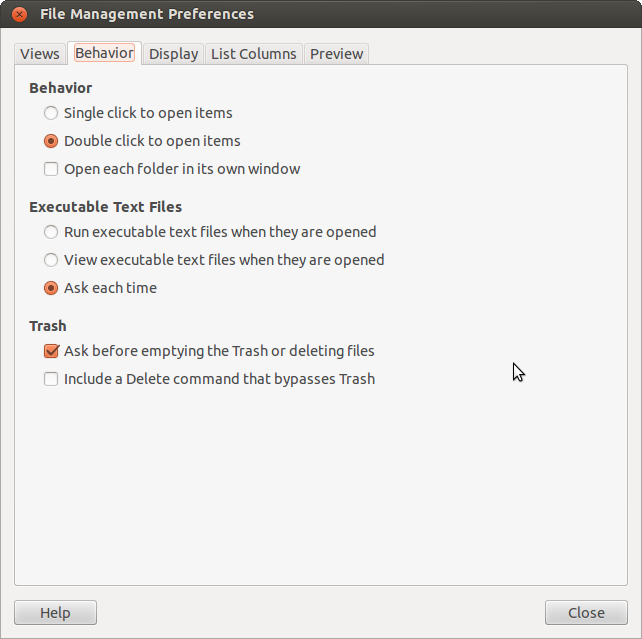 File Management Preferences
Views Behavior Display List Columns Preview
Behavior
Single click to open items
Double click to open items
Open each folder in its own window
Executable Text Files
Run executable text files when they are opened
View executable text files when they are opened
Ask each time
Trash
Ask before emptying the Trash or deleting files
Include a Delete command that bypasses Trash
Help Close